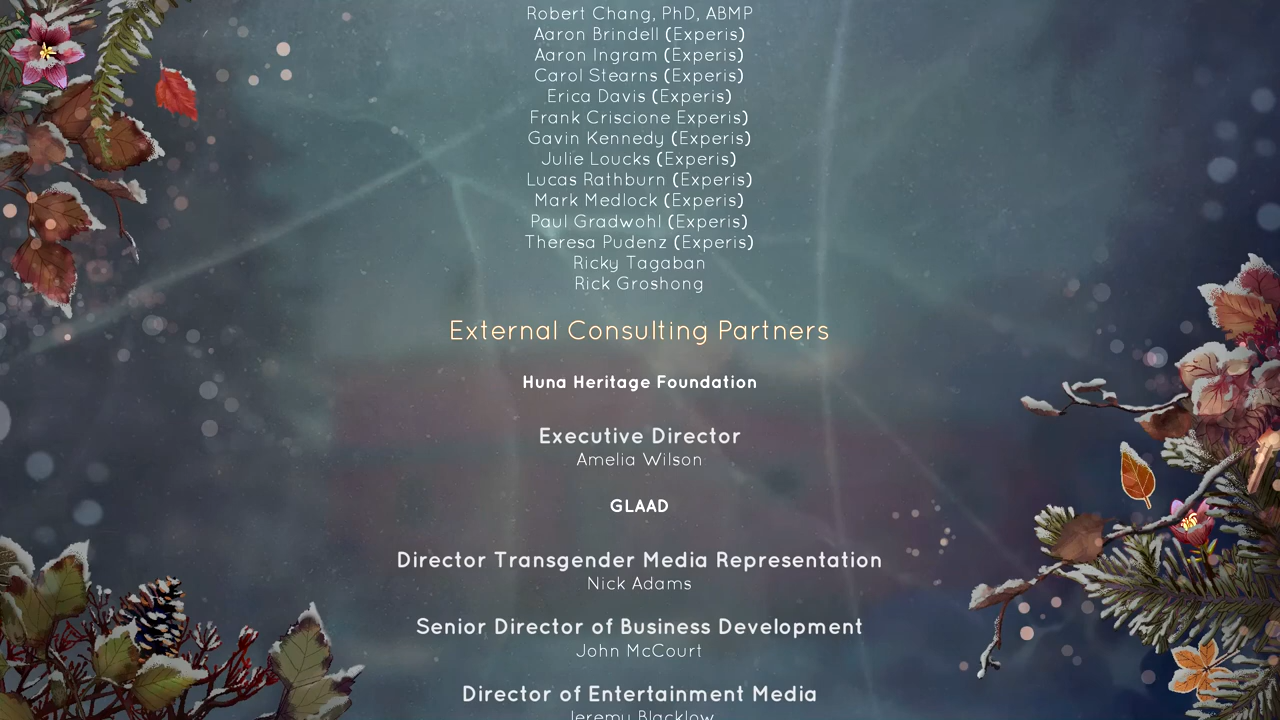 Robert Chang, PhD, ABMP
Aaron Brindell (Experis)
Aaron Ingram (Experis)
Carol Stearns (Experis)
Erica Davis (Experis)
Frank Criscione Experis)
Gavin Kennedy (Experis)
Julie Loucks (Experis)
Lucas Rathburn (Experis)
Mark Medlock (Experis)
Paul Gradwohl (Experis)
Theresa Pudenz (Experis)
Ricky Tagaban
Rick Groshong
External Consulting Partners
Huna Heritage Foundation
Executive Director
Amelia Wilson
GLAAD
Director Transgender Media Representation
Nick Adams
Senior Director of Business Development
John McCourt
Director of Entertainment Media
Jeremy Blacklow